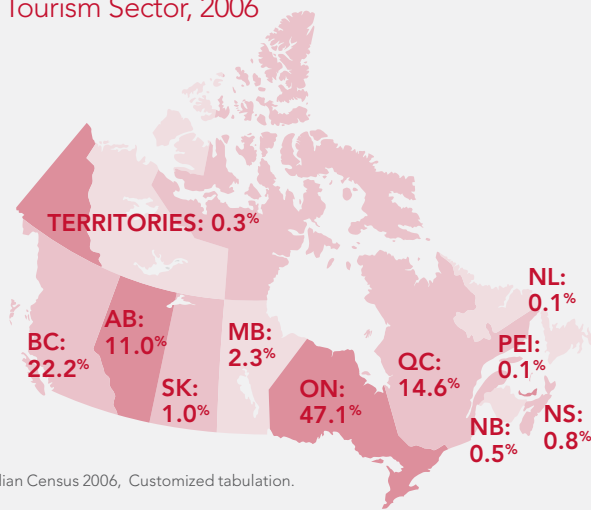 Tourism Sector, 2006
TERRITORIES: 0.3%
NL:
0.1%
AB:
11.0%
BC:
22.2%
MB:
2.3%
PEI:
0.1%
QC:
14.6%
SK:
1.0%
ON:
47.1%
NS:
0.8%
NB:
0.5%
Census 2006, Customized tabulation.